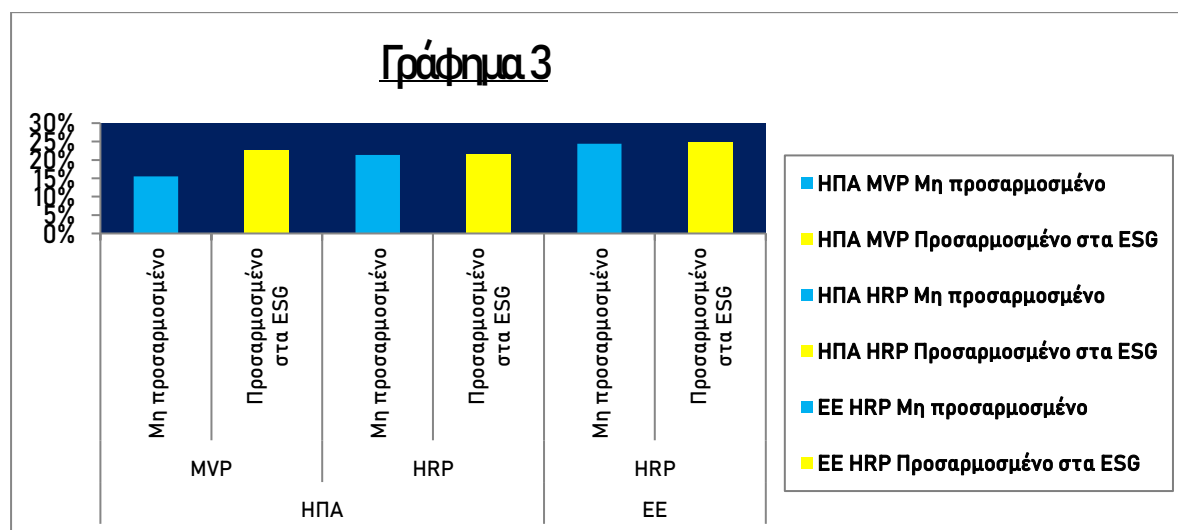 Γράφημα 3
30%
25%
20%
15%
10%
5%
0%
Μη προσαρμοσμένο
Προσαρμοσμένο
στα ESG
Μη προσαρμοσμένο
Προσαρμοσμένο
στα ESG
Μη προσαρμοσμένο
Προσαρμοσμένο
στα ESG
MVP
HRP
HRP
ΗΠΑ
ΕΕ
ΗΠΑ MVP Μη προσαρμοσμένο
ΗΠΑ MVP Προσαρμοσμένο στα ESG
ΗΠΑ HRP Μη προσαρμοσμένο
ΗΠΑ HRP Προσαρμοσμένο στα ESG
ΕΕ HRP Μη προσαρμοσμένο
ΕΕ HRP Προσαρμοσμένο στα ESG